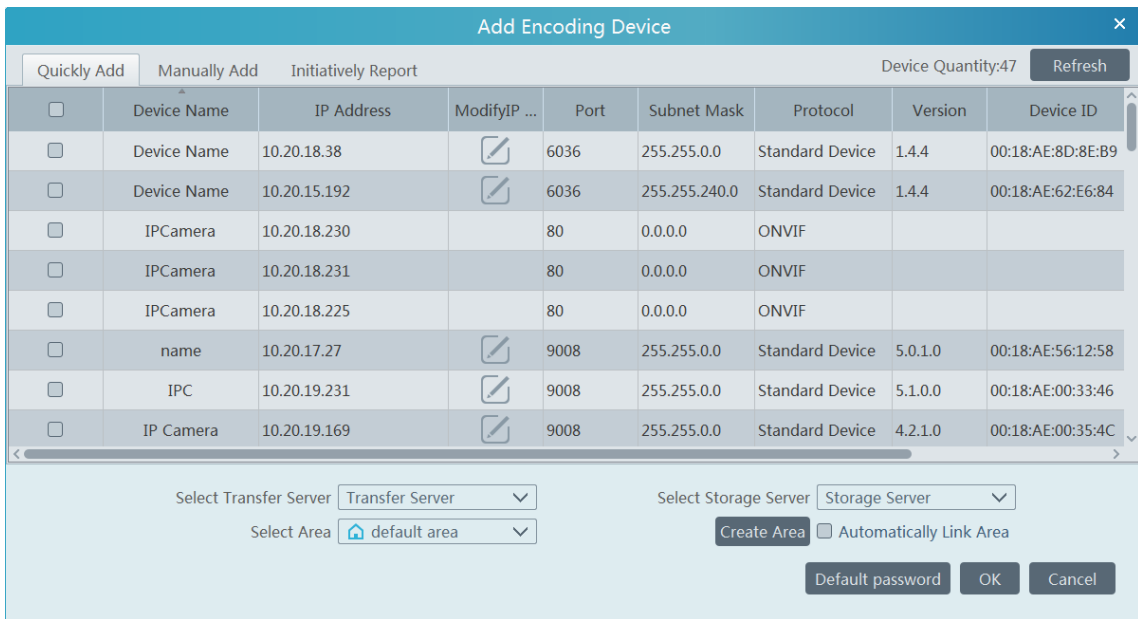 Add Encoding Device
Quickly Add Manually Add Initiatively Report Device Quantity:47 Refresh
Device Name IP Address ModifyIP ... Port Subnet Mask Protocol Version Device ID
Device Name 10.20.18.38 6036 255.255.0.0 Standard Device 1.4.4 00:18:AE:8D:8E:B9
Device Name 10.20.15.192 6036 255.255.240.0 Standard Device 1.4.4 00:18:AE:62:E6:84
IPCamera 10.20.18.230 80 0.0.0.0 ONVIF
IPCamera 10.20.18.231 80 0.0.0.0 ONVIF
IPCamera 10.20.18.225 80 0.0.0.0 ONVIF
name 10.20.17.27 9008 255.255.0.0 Standard Device 5.0.1.0 00:18:AE:56:12:58
IPC 10.20.19.231 9008 255.255.0.0 Standard Device 5.1.0.0 00:18:AE:00:33:46
IP Camera 10.20.19.169 9008 255.255.0.0 Standard Device 4.2.1.0 00:18:AE:00:35:4C
Select Transfer Server Transfer Server Select Storage Server Storage Server
Select Area default area Create Area Automatically Link Area
Default password OK Cancel